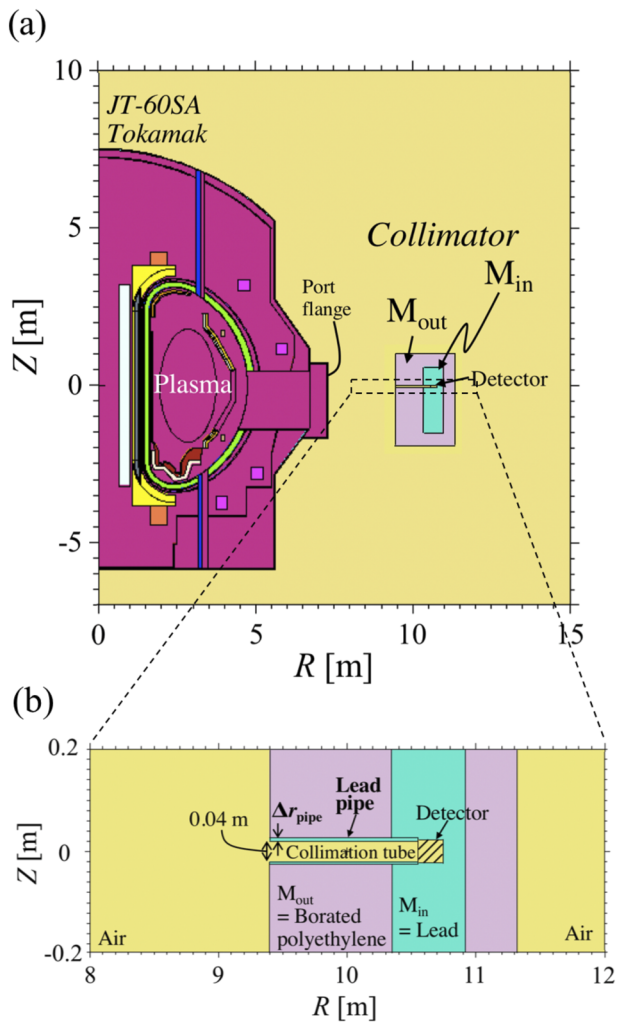 (a)
10
5
0
-5
Z [m]
JT-60SA
Tokamak
Collimator
M_in
M_out
Port
flange
Plasma
Detector
0
5
10
15
R [m]
(b)
0.2
0
-0.2
Z [m]
0.04 m
Δr_pipe
Lead
pipe
Detector
Collimation tube
M_out
= Borated
polyethylene
M_in
= Lead
Air
Air
8
9
10
11
12
R [m]